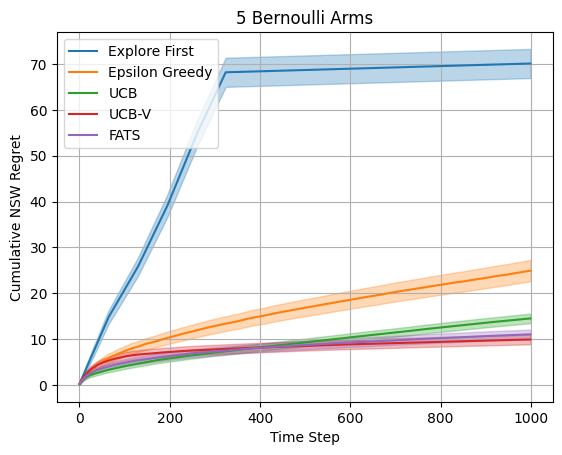 5 Bernoulli Arms
Explore First
Epsilon Greedy
UCB
UCB-V
FATS
Cumulative NSW Regret
70
60
50
40
30
20
10
0
0 200 400 600 800 1000
Time Step